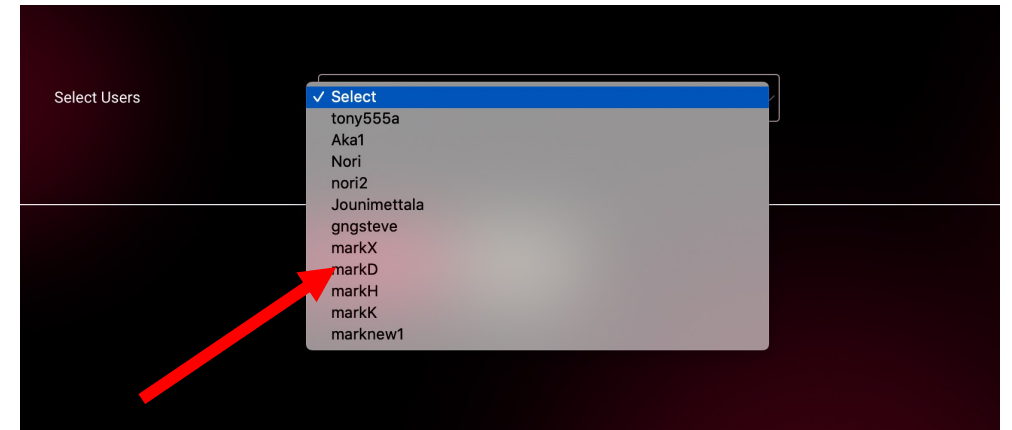 Select Users
✓ Select
tony555a
Aka1
Nori
nori2
Jounimettala
gngsteve
markX
markD
markH
markK
marknew1